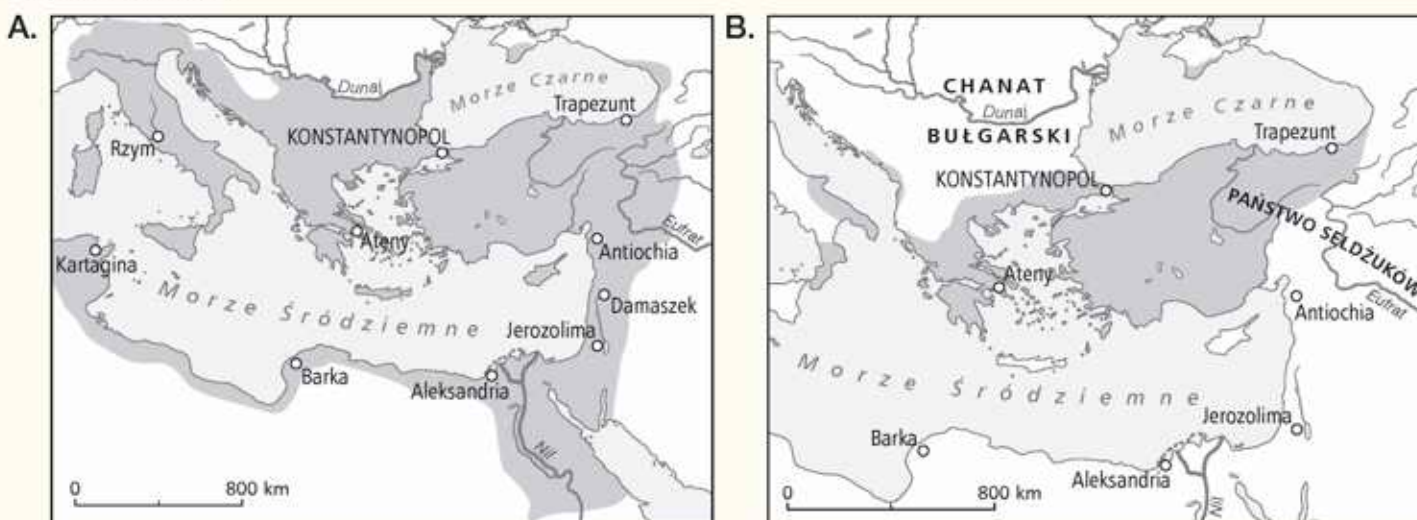 A.
Dunaj
Morze Czarne
Trapezunt
KONSTANTYNOPOL
Rzym
Eufrat
Ateny
Antiochia
Kartagina
Damaszek
Morze Śródziemne
Jerozolima
Barka
Aleksandria
Nil
0 800 km
B.
CHANAT
Dunaj
BUŁGARSKI
Morze Czarne
Trapezunt
KONSTANTYNOPOL
PAŃSTWO SELDŻUKÓW
Ateny
Eufrat
Antiochia
Morze Śródziemne
Jerozolima
Barka
Aleksandria
Nil
0 800 km